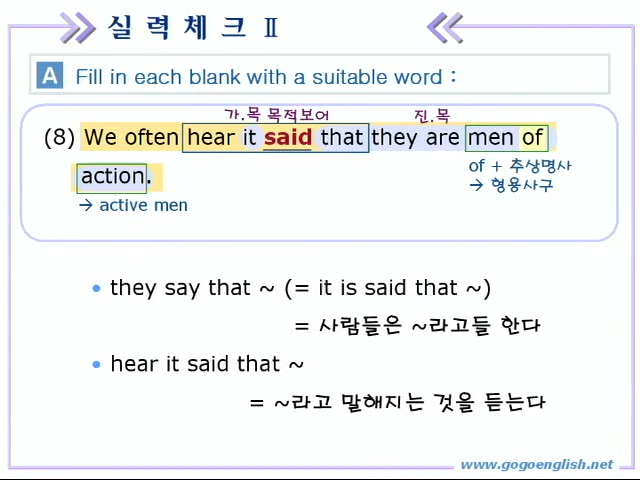 실 력 체 크 Ⅱ
A Fill in each blank with a suitable word :
가.목 목적보어 진.목
(8) We often hear it said that they are men of
of + 추상명사
action.
→ 형용사구
→ active men
• they say that ~ (= it is said that ~)
= 사람들은 ~라고들 한다
• hear it said that ~
= ~라고 말해지는 것을 듣는다
www.gogoenglish.net